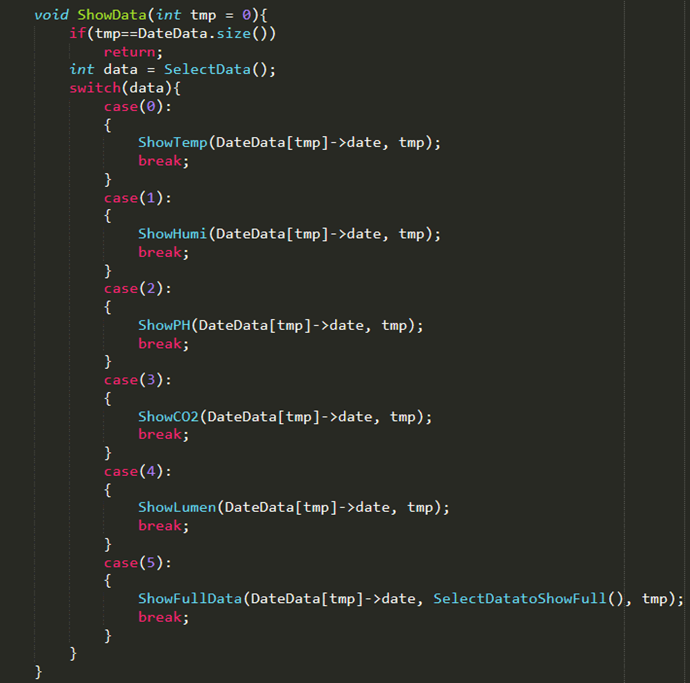 void ShowData(int tmp = 0){
    if(tmp==DateData.size())
        return;
    int data = SelectData();
    switch(data){
        case(0):
        {
            ShowTemp(DateData[tmp]->date, tmp);
            break;
        }
        case(1):
        {
            ShowHumi(DateData[tmp]->date, tmp);
            break;
        }
        case(2):
        {
            ShowPH(DateData[tmp]->date, tmp);
            break;
        }
        case(3):
        {
            ShowCO2(DateData[tmp]->date, tmp);
            break;
        }
        case(4):
        {
            ShowLumen(DateData[tmp]->date, tmp);
            break;
        }
        case(5):
        {
            ShowFullData(DateData[tmp]->date, SelectDatatoShowFull(), tmp);
            break;
        }
    }
}